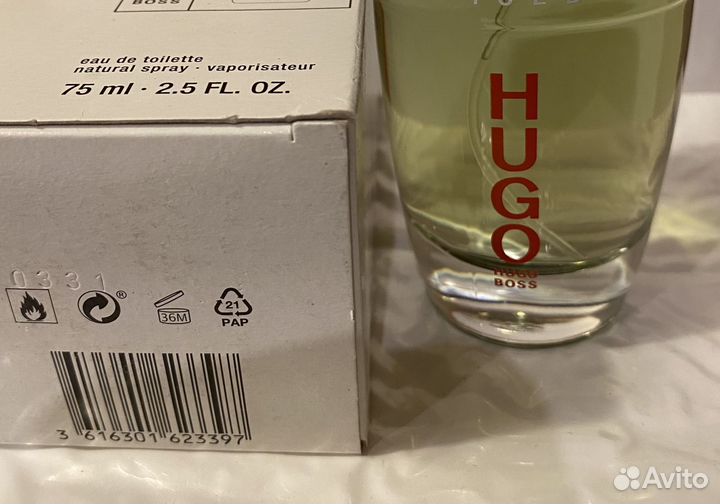 BOSS
eau de toilette
natural spray · vaporisateur
75 ml · 2.5 FL. OZ.
0331
36M
21
PAP
3 616301 623397
HUGO
HUGO
BOSS
Avito